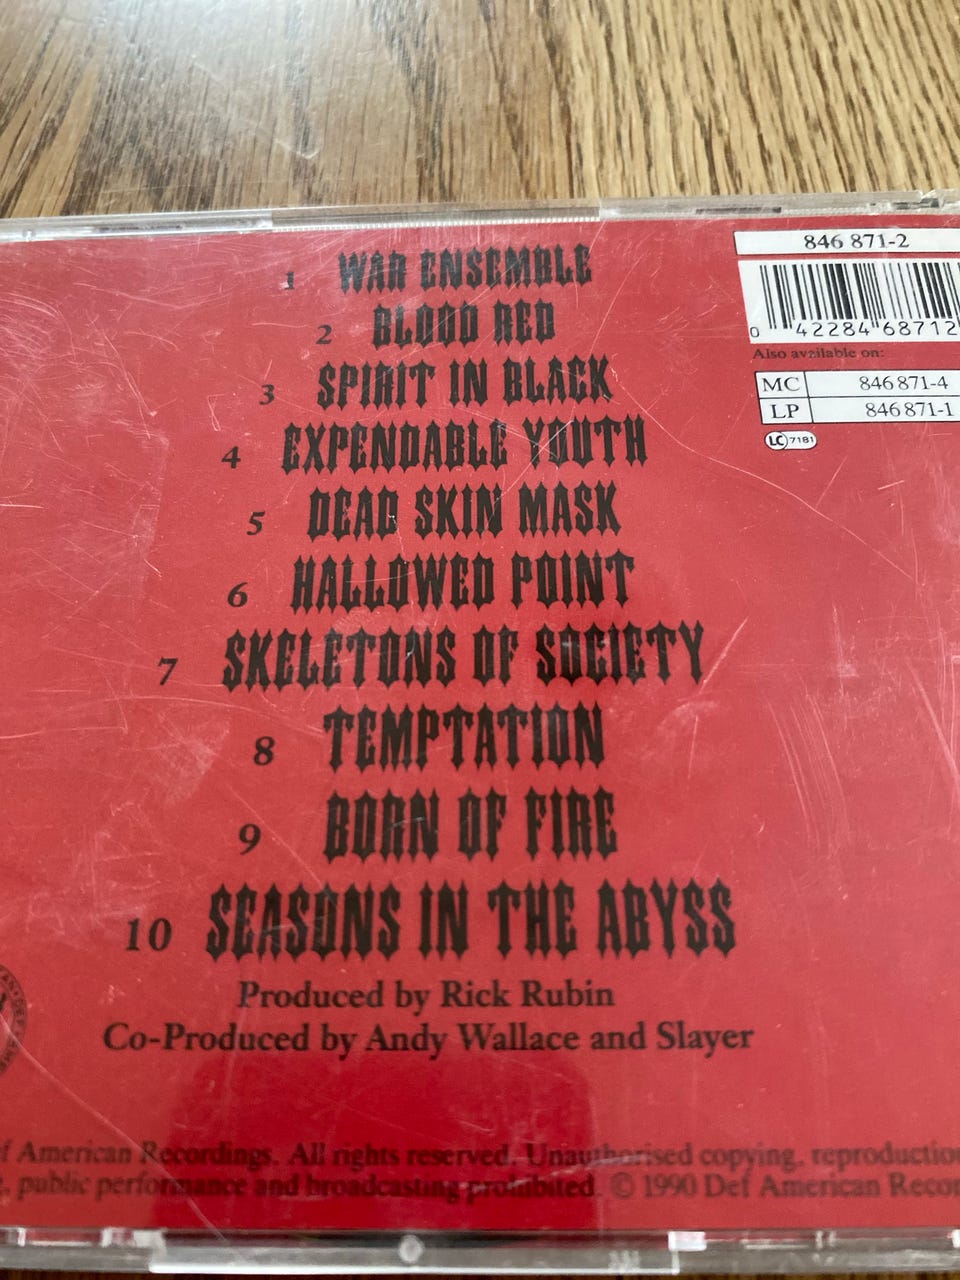 846 871-2
0 42284 68712
Also available on:
MC 846 871-4
LP 846 871-1
LC 7181
1 WAR ENSEMBLE
2 BLOOD RED
3 SPIRIT IN BLACK
4 EXPENDABLE YOUTH
5 DEAD SKIN MASK
6 HALLOWED POINT
7 SKELETONS OF SOCIETY
8 TEMPTATION
9 BORN OF FIRE
10 SEASONS IN THE ABYSS
Produced by Rick Rubin
Co-Produced by Andy Wallace and Slayer
American Recordings. All rights reserved. Unauthorised copying, reproduction
public performance and broadcasting prohibited. © 1990 Def American